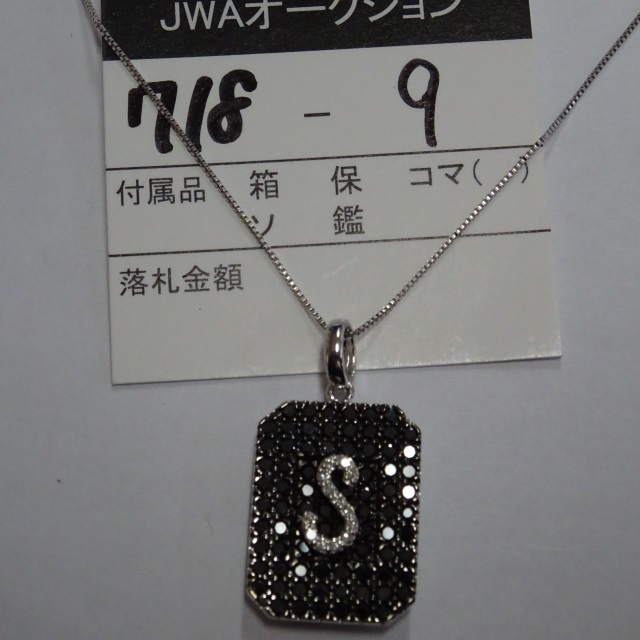 JWAオークション
718 - 9
付属品 箱 保 コマ( )
ソ 鑑
落札金額
S